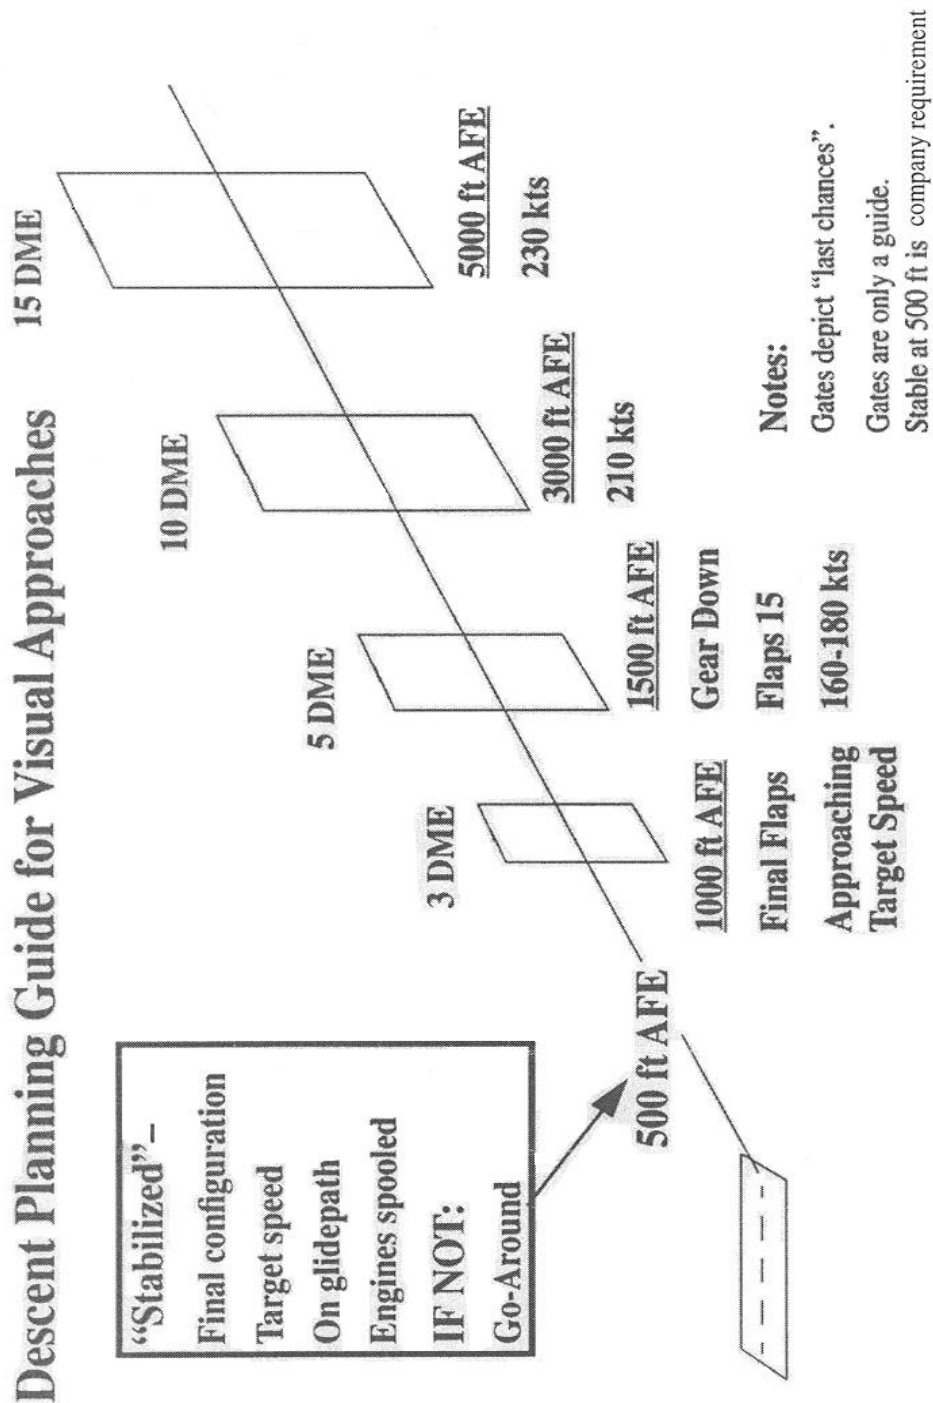 Descent Planning Guide for Visual Approaches
“Stabilized”–
Final configuration
Target speed
On glidepath
Engines spooled
IF NOT:
Go-Around
500 ft AFE
3 DME
1000 ft AFE
Final Flaps
Approaching
Target Speed
5 DME
1500 ft AFE
Gear Down
Flaps 15
160-180 kts
10 DME
3000 ft AFE
210 kts
15 DME
5000 ft AFE
230 kts
Notes:
Gates depict “last chances”.
Gates are only a guide.
Stable at 500 ft is company requirement